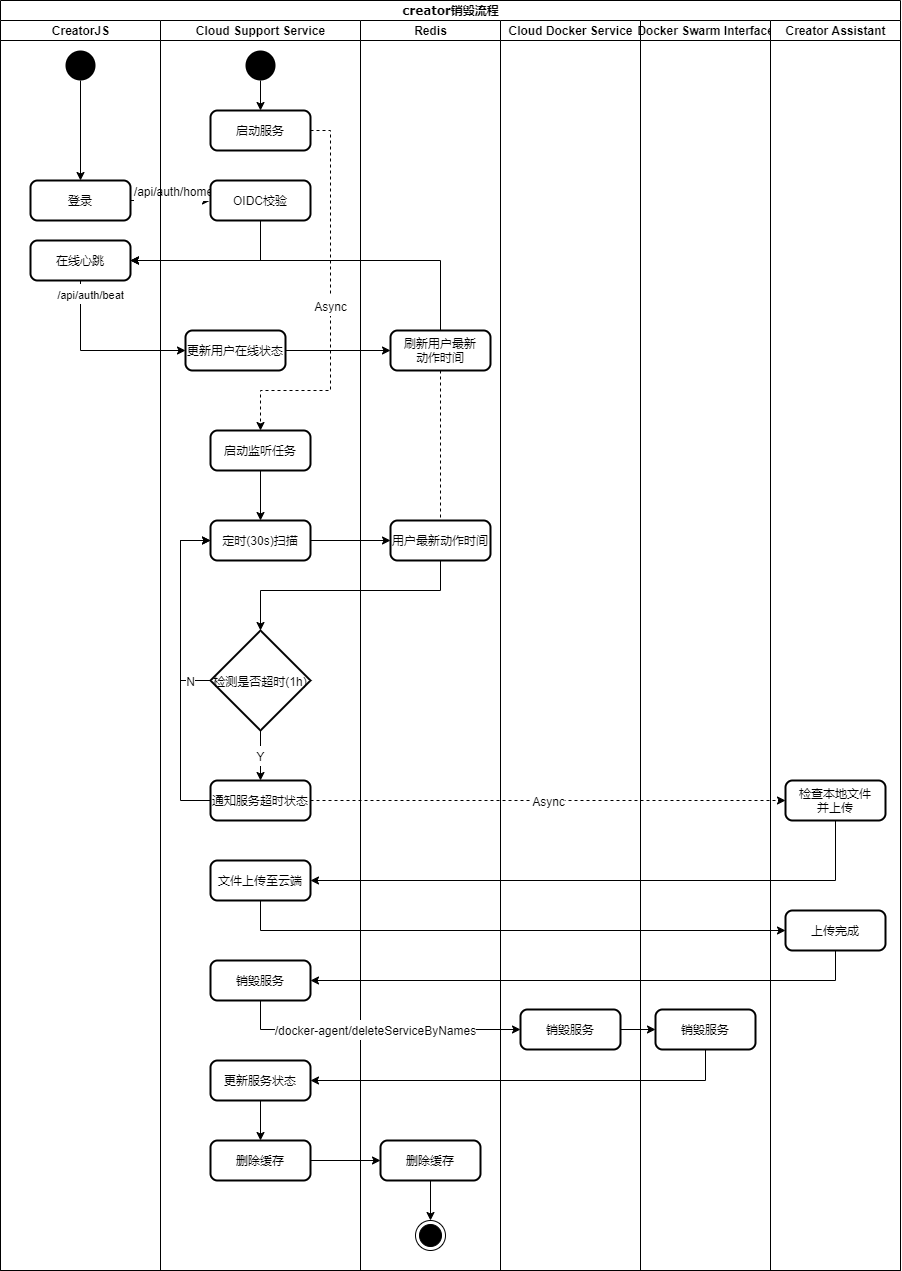 creator销毁流程
CreatorJS
Cloud Support Service
Redis
Cloud Docker Service
Docker Swarm Interface
Creator Assistant
启动服务
登录
/api/auth/home
OIDC校验
在线心跳
/api/auth/beat
Async
更新用户在线状态
刷新用户最新
动作时间
启动监听任务
定时(30s)扫描
用户最新动作时间
N
检测是否超时(1h)
Y
通知服务超时状态
Async
检查本地文件
并上传
文件上传至云端
上传完成
销毁服务
/docker-agent/deleteServiceByNames
销毁服务
销毁服务
更新服务状态
删除缓存
删除缓存